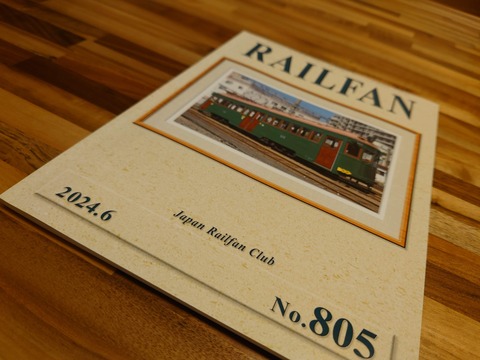 RAILFAN
2024.6
Japan Railfan Club
No.805